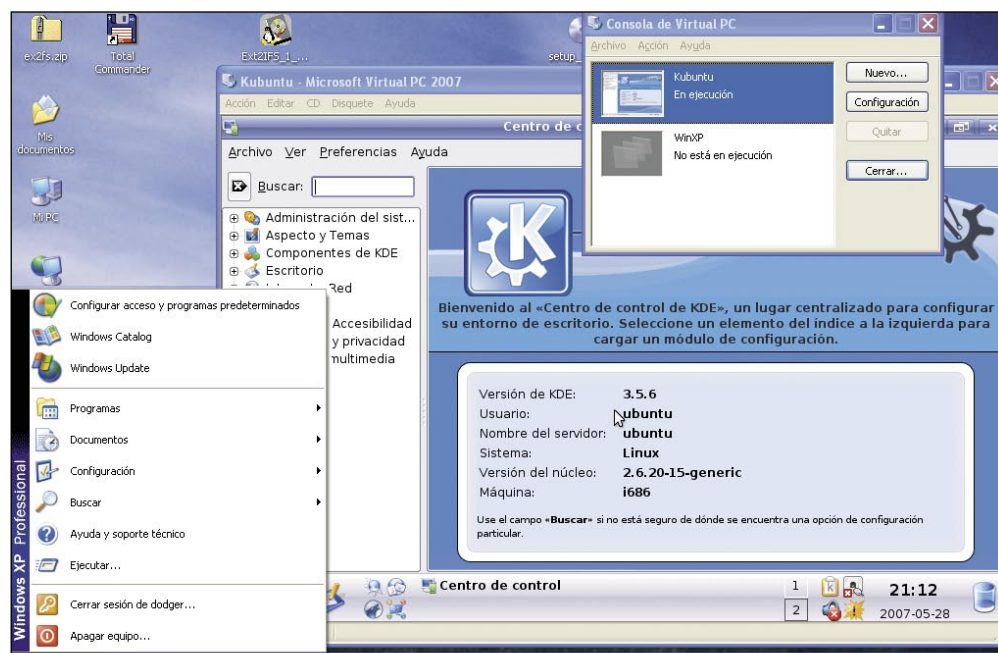 ex2fs.zip
Total Commander
Ext2IFS_1_...
setup_
Mis documentos
Mi PC
Consola de Virtual PC
Archivo Acción Ayuda
Kubuntu
En ejecución
WinXP
No está en ejecución
Nuevo...
Configuración
Quitar
Cerrar...
Kubuntu - Microsoft Virtual PC 2007
Acción Editar CD Disquete Ayuda
Centro de c
Archivo Ver Preferencias Ayuda
Buscar:
Administración del sist...
Aspecto y Temas
Componentes de KDE
Escritorio
Red
Accesibilidad
y privacidad
multimedia
Bienvenido al «Centro de control de KDE», un lugar centralizado para configurar
su entorno de escritorio. Seleccione un elemento del índice a la izquierda para
cargar un módulo de configuración.
Versión de KDE: 3.5.6
Usuario: ubuntu
Nombre del servidor: ubuntu
Sistema: Linux
Versión del núcleo: 2.6.20-15-generic
Máquina: i686
Use el campo «Buscar» si no está seguro de dónde se encuentra una opción de configuración
particular.
Configurar acceso y programas predeterminados
Windows Catalog
Windows Update
Programas
Documentos
Configuración
Buscar
Ayuda y soporte técnico
Ejecutar...
Cerrar sesión de dodger...
Apagar equipo...
Windows XP Professional
Centro de control
1
2
21:12
2007-05-28